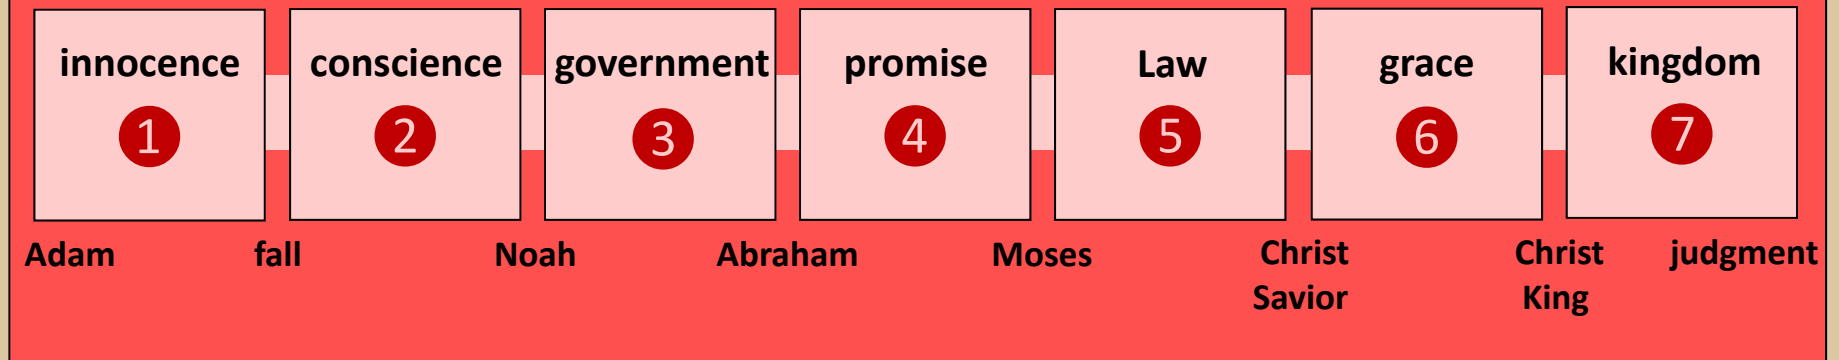 innocence conscience government promise Law grace kingdom
1 2 3 4 5 6 7
Adam fall Noah Abraham Moses Christ Christ judgment
Savior King